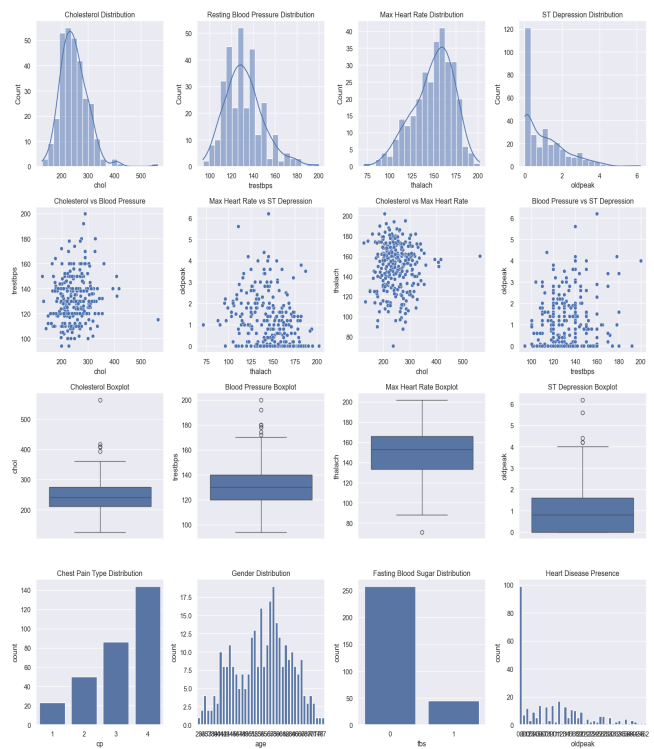 Cholesterol Distribution
Resting Blood Pressure Distribution
Max Heart Rate Distribution
ST Depression Distribution
Count
50
40
30
20
10
0
200 300 400 500
chol
Count
50
40
30
20
10
0
100 120 140 160 180 200
trestbps
Count
40
35
30
25
20
15
10
5
0
75 100 125 150 175 200
thalach
Count
120
100
80
60
40
20
0
0 2 4 6
oldpeak
Cholesterol vs Blood Pressure
Max Heart Rate vs ST Depression
Cholesterol vs Max Heart Rate
Blood Pressure vs ST Depression
trestbps
200
180
160
140
120
100
200 300 400 500
chol
oldpeak
6
5
4
3
2
1
0
75 100 125 150 175 200
thalach
thalach
200
180
160
140
120
100
80
200 300 400 500
chol
oldpeak
6
5
4
3
2
1
0
100 120 140 160 180 200
trestbps
Cholesterol Boxplot
Blood Pressure Boxplot
Max Heart Rate Boxplot
ST Depression Boxplot
chol
500
400
300
200
trestbps
200
180
160
140
120
100
thalach
200
180
160
140
120
100
80
oldpeak
6
5
4
3
2
1
0
Chest Pain Type Distribution
Gender Distribution
Fasting Blood Sugar Distribution
Heart Disease Presence
count
140
120
100
80
60
40
20
0
1 2 3 4
cp
count
17.5
15.0
12.5
10.0
7.5
5.0
2.5
0.0
age
count
250
200
150
100
50
0
0 1
fbs
count
100
80
60
40
20
0
oldpeak